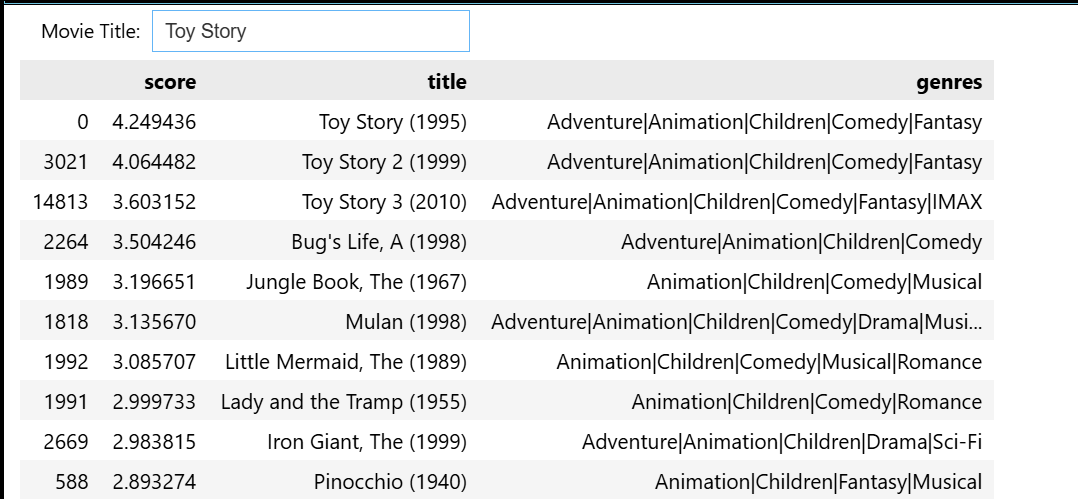 Movie Title: Toy Story
score title genres
0 4.249436 Toy Story (1995) Adventure|Animation|Children|Comedy|Fantasy
3021 4.064482 Toy Story 2 (1999) Adventure|Animation|Children|Comedy|Fantasy
14813 3.603152 Toy Story 3 (2010) Adventure|Animation|Children|Comedy|Fantasy|IMAX
2264 3.504246 Bug's Life, A (1998) Adventure|Animation|Children|Comedy
1989 3.196651 Jungle Book, The (1967) Animation|Children|Comedy|Musical
1818 3.135670 Mulan (1998) Adventure|Animation|Children|Comedy|Drama|Musi...
1992 3.085707 Little Mermaid, The (1989) Animation|Children|Comedy|Musical|Romance
1991 2.999733 Lady and the Tramp (1955) Animation|Children|Comedy|Romance
2669 2.983815 Iron Giant, The (1999) Adventure|Animation|Children|Drama|Sci-Fi
588 2.893274 Pinocchio (1940) Animation|Children|Fantasy|Musical